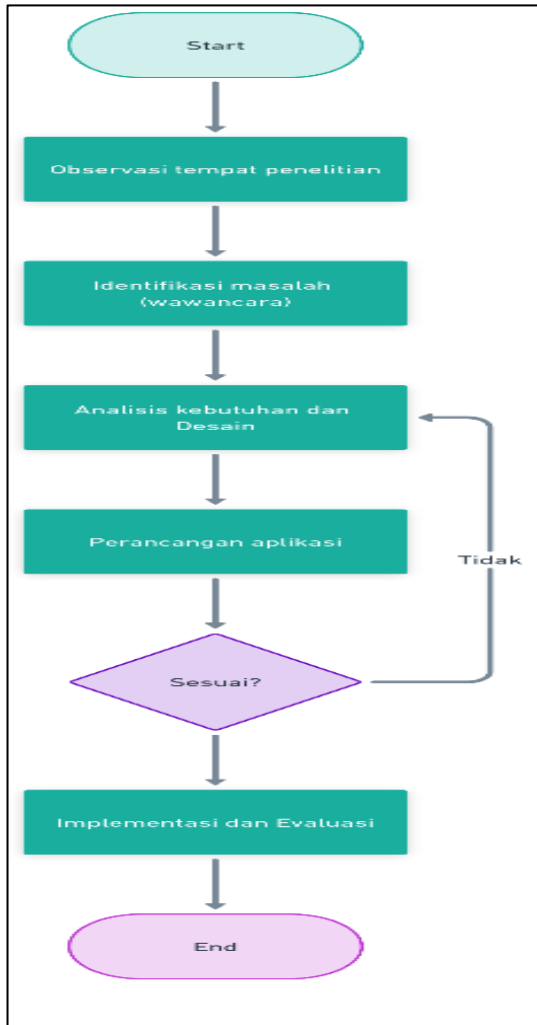 Start
Observasi tempat penelitian
Identifikasi masalah
(wawancara)
Analisis kebutuhan dan
Desain
Perancangan aplikasi
Tidak
Sesuai?
Implementasi dan Evaluasi
End